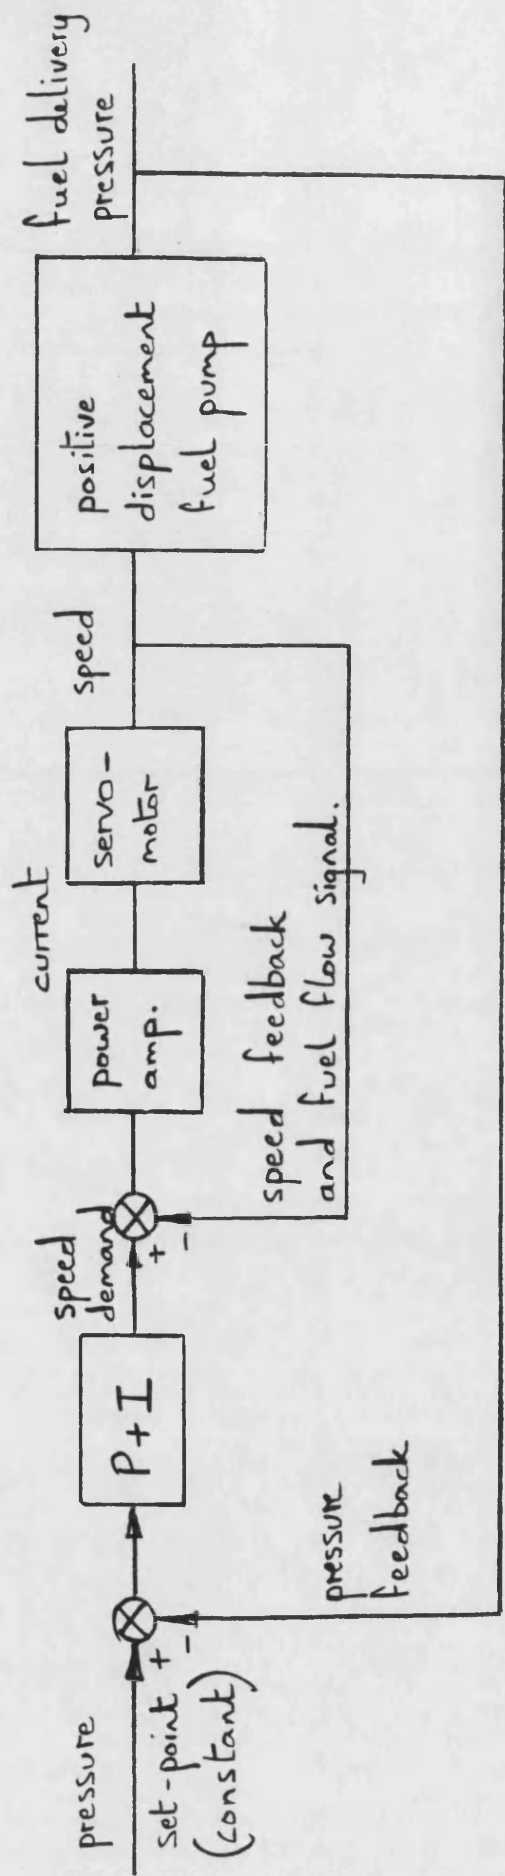 pressure
set-point
(constant)
+
-
P + I
speed
demand
+
-
power
amp.
current
servo-
motor
speed
positive
displacement
fuel pump
fuel delivery
pressure
speed feedback
and fuel flow signal.
pressure
feedback